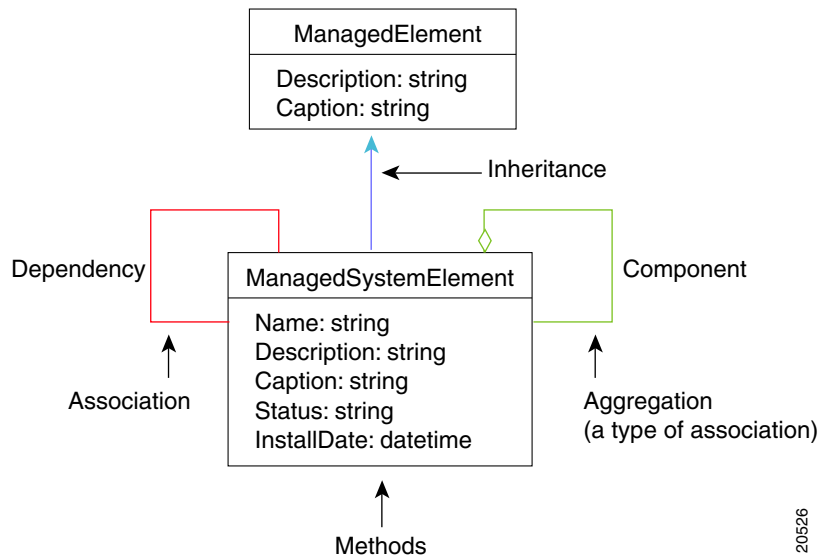 ManagedElement
Description: string
Caption: string
Inheritance
Dependency
ManagedSystemElement
Component
Name: string
Description: string
Caption: string
Status: string
InstallDate: datetime
Association
Aggregation
(a type of association)
Methods
20526